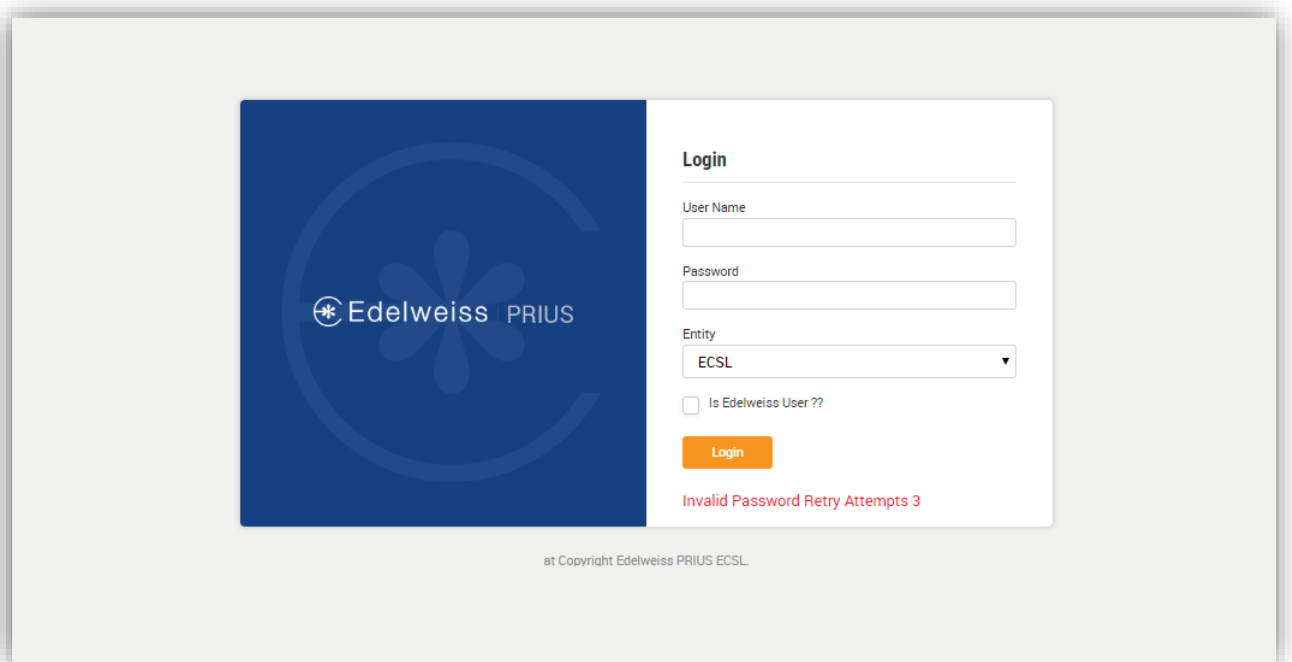 Edelweiss PRIUS
Login
User Name
Password
Entity
ECSL
Is Edelweiss User ??
Login
Invalid Password Retry Attempts 3
at Copyright Edelweiss PRIUS ECSL.